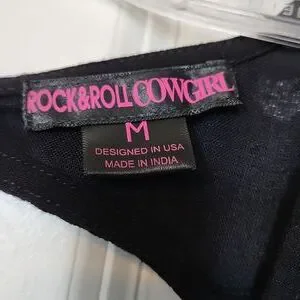 ROCK&ROLL COWGIRL
M
DESIGNED IN USA
MADE IN INDIA